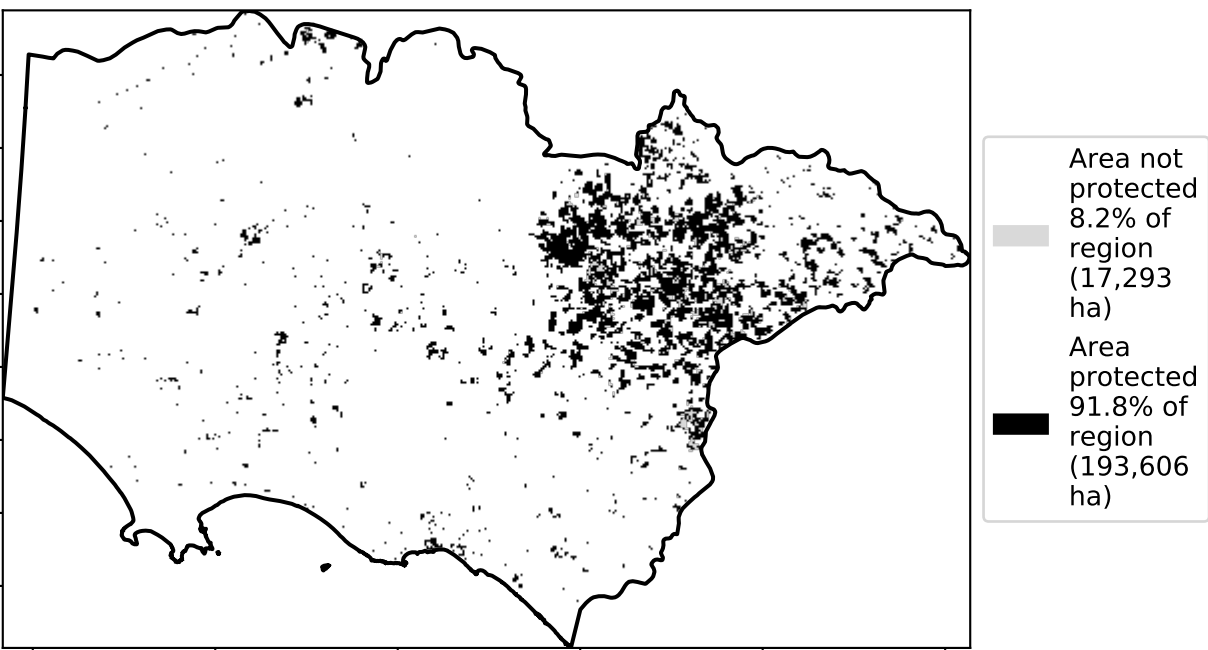 Area not
protected
8.2% of
region
(17,293
ha)
Area
protected
91.8% of
region
(193,606
ha)